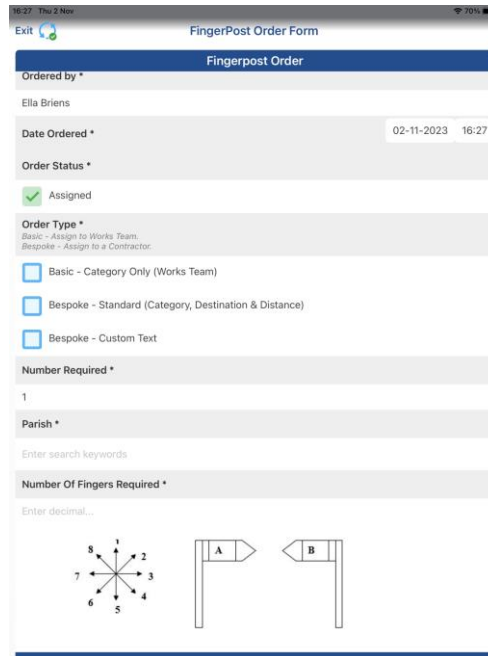 16:27 Thu 2 Nov 70%
Exit FingerPost Order Form
Fingerpost Order
Ordered by *
Ella Briens
Date Ordered * 02-11-2023 16:27
Order Status *
Assigned
Order Type *
Basic - Assign to Works Team.
Bespoke - Assign to a Contractor.
Basic - Category Only (Works Team)
Bespoke - Standard (Category, Destination & Distance)
Bespoke - Custom Text
Number Required *
1
Parish *
Enter search keywords
Number Of Fingers Required *
Enter decimal...
1
8 2
7 3
6 4
5
A B